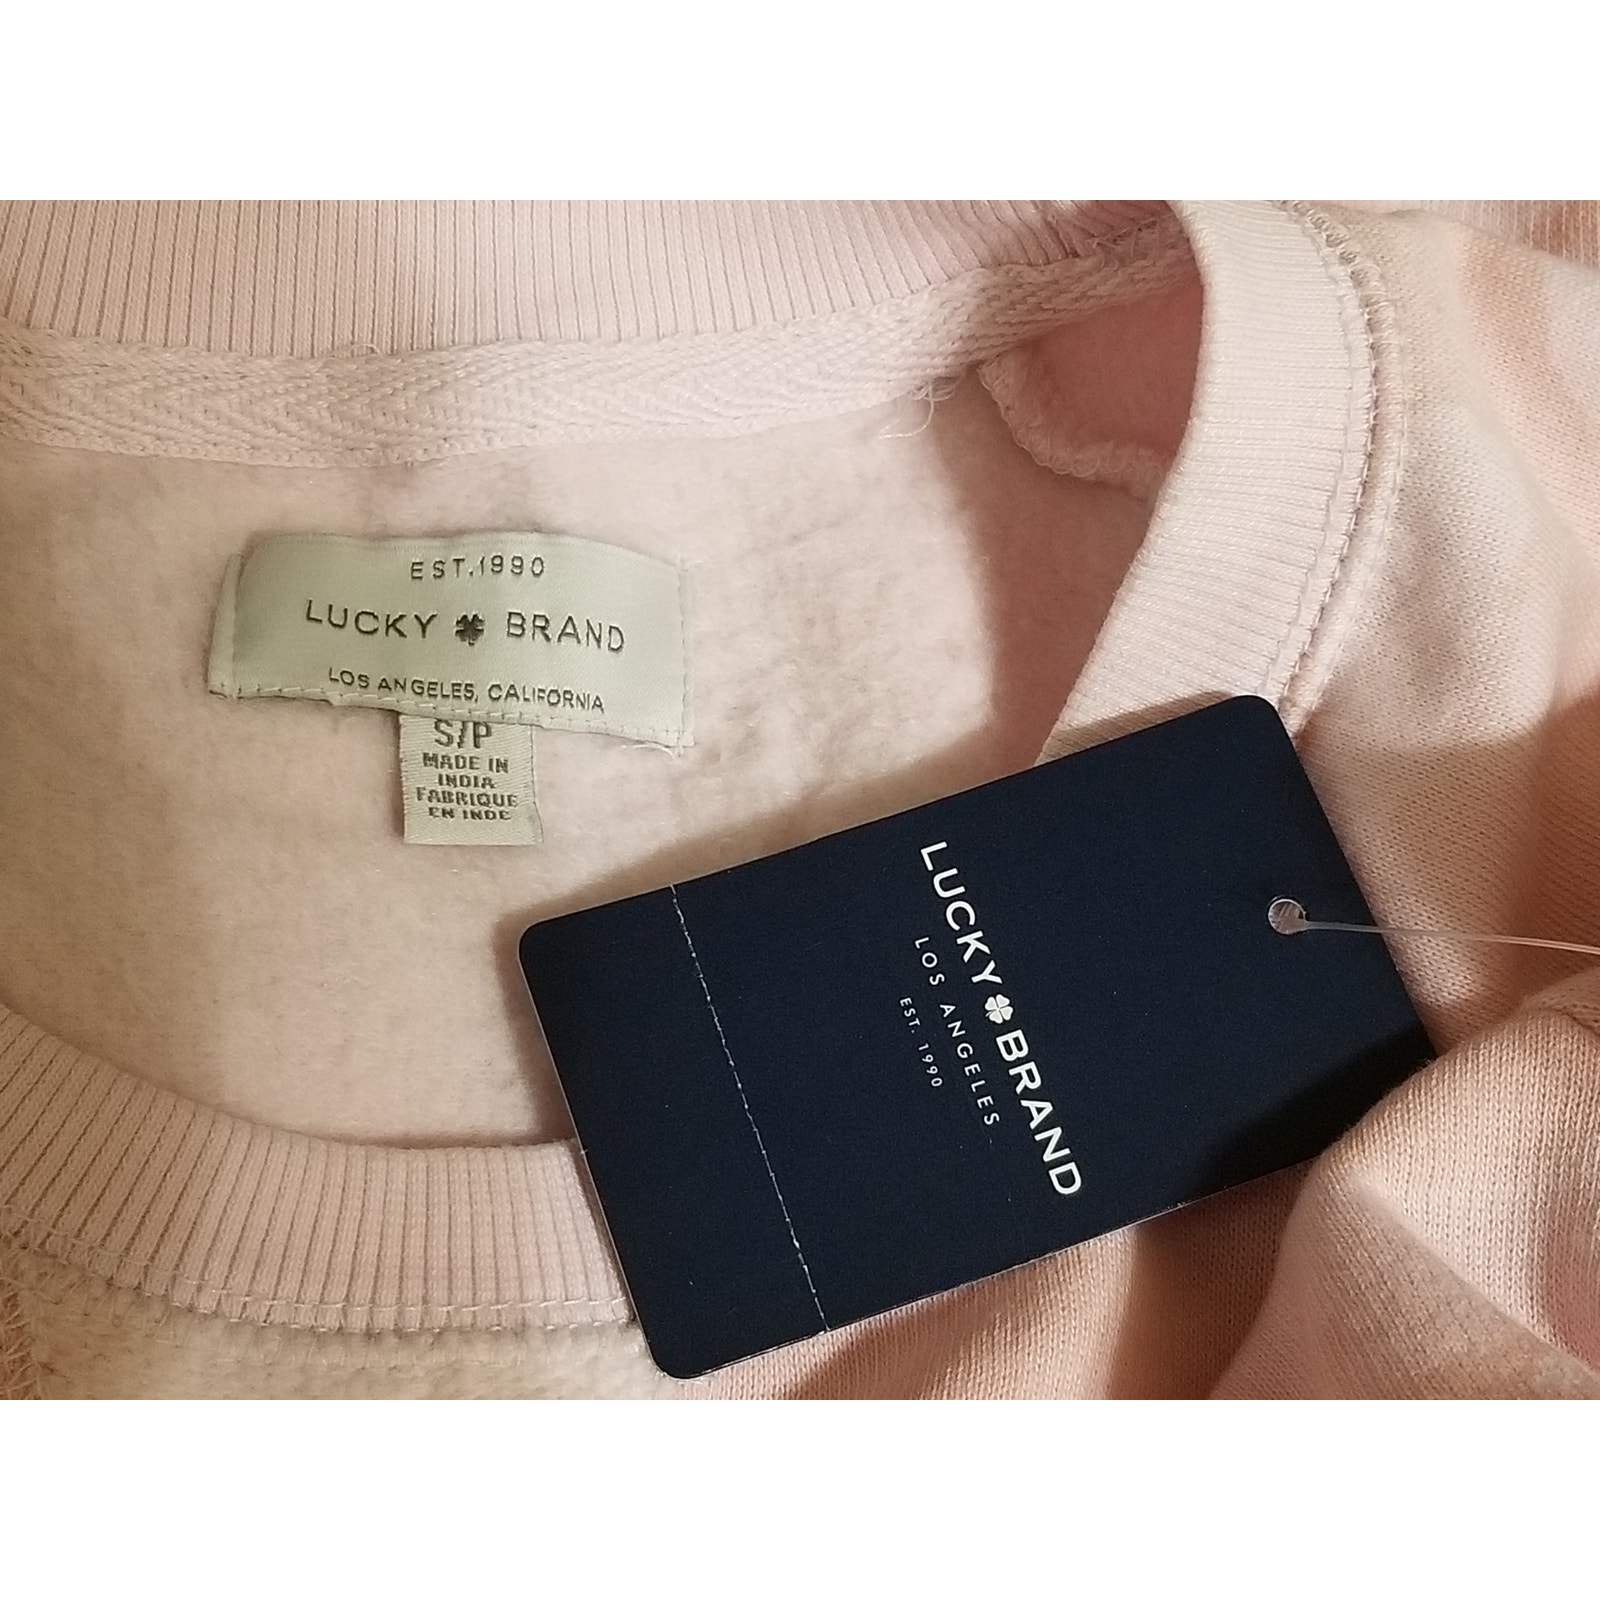 EST.1990
LUCKY BRAND
LOS ANGELES, CALIFORNIA
S/P
MADE IN
INDIA
FABRIQUE
EN INDE
LUCKY BRAND
LOS ANGELES
EST. 1990